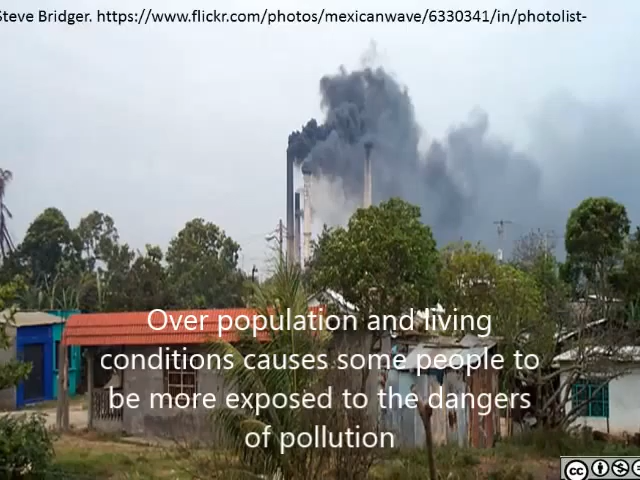 Steve Bridger. https://www.flickr.com/photos/mexicanwave/6330341/in/photolist-
Over population and living
conditions causes some people to
be more exposed to the dangers
of pollution
cc